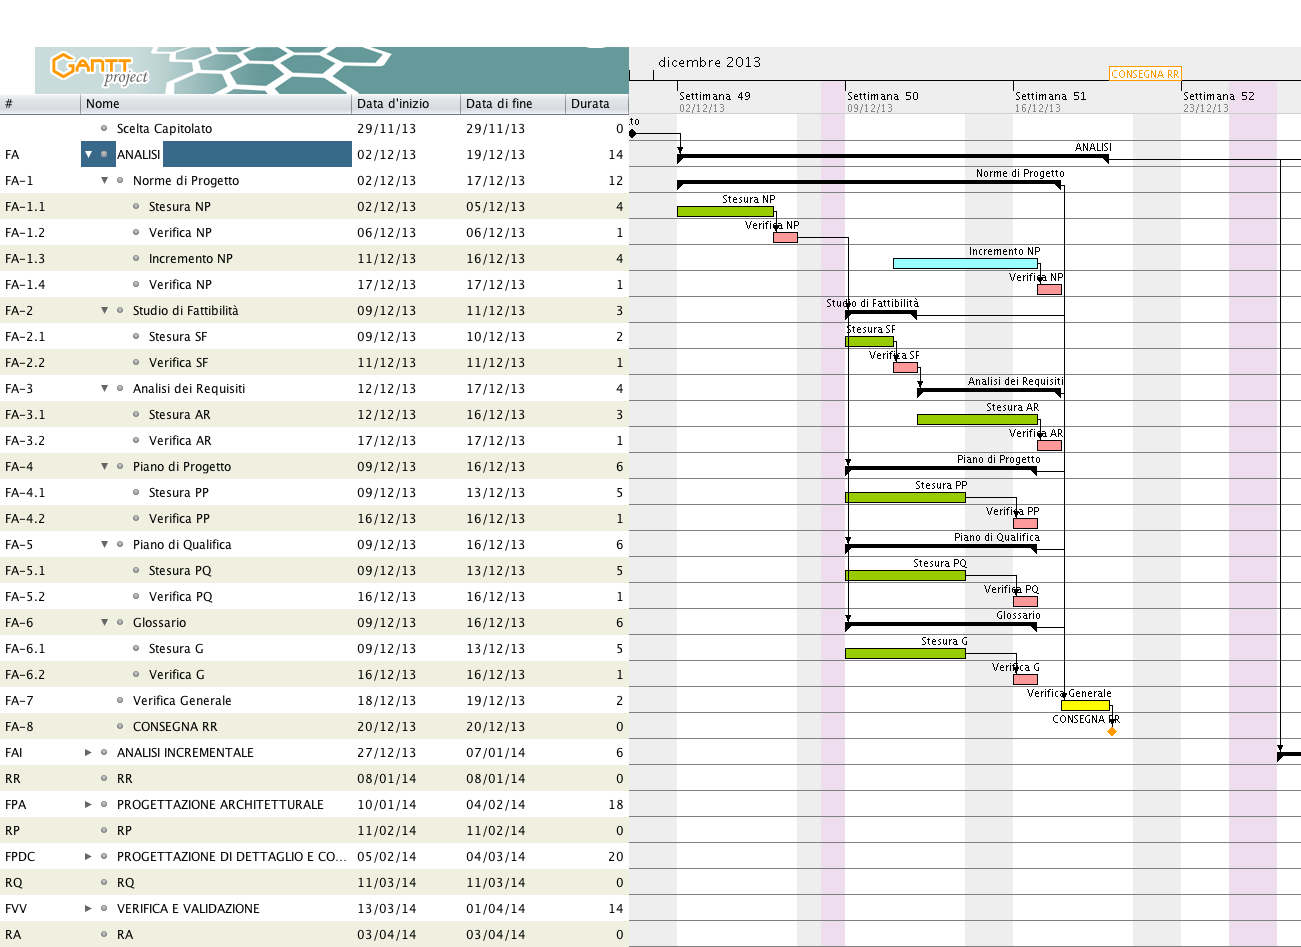 GANTT
project
dicembre 2013
CONSEGNA RR
# Nome Data d'inizio Data di fine Durata
Settimana 49 Settimana 50 Settimana 51 Settimana 52
02/12/13 09/12/13 16/12/13 23/12/13
Scelta Capitolato 29/11/13 29/11/13 0 to
FA ANALISI 02/12/13 19/12/13 14 ANALISI
FA-1 Norme di Progetto 02/12/13 17/12/13 12 Norme di Progetto
FA-1.1 Stesura NP 02/12/13 05/12/13 4 Stesura NP
FA-1.2 Verifica NP 06/12/13 06/12/13 1 Verifica NP
FA-1.3 Incremento NP 11/12/13 16/12/13 4 Incremento NP
FA-1.4 Verifica NP 17/12/13 17/12/13 1 Verifica NP
FA-2 Studio di Fattibilità 09/12/13 11/12/13 3 Studio di Fattibilità
FA-2.1 Stesura SF 09/12/13 10/12/13 2 Stesura SF
FA-2.2 Verifica SF 11/12/13 11/12/13 1 Verifica SF
FA-3 Analisi dei Requisiti 12/12/13 17/12/13 4 Analisi dei Requisiti
FA-3.1 Stesura AR 12/12/13 16/12/13 3 Stesura AR
FA-3.2 Verifica AR 17/12/13 17/12/13 1 Verifica AR
FA-4 Piano di Progetto 09/12/13 16/12/13 6 Piano di Progetto
FA-4.1 Stesura PP 09/12/13 13/12/13 5 Stesura PP
FA-4.2 Verifica PP 16/12/13 16/12/13 1 Verifica PP
FA-5 Piano di Qualifica 09/12/13 16/12/13 6 Piano di Qualifica
FA-5.1 Stesura PQ 09/12/13 13/12/13 5 Stesura PQ
FA-5.2 Verifica PQ 16/12/13 16/12/13 1 Verifica PQ
FA-6 Glossario 09/12/13 16/12/13 6 Glossario
FA-6.1 Stesura G 09/12/13 13/12/13 5 Stesura G
FA-6.2 Verifica G 16/12/13 16/12/13 1 Verifica G
FA-7 Verifica Generale 18/12/13 19/12/13 2 Verifica Generale
FA-8 CONSEGNA RR 20/12/13 20/12/13 0 CONSEGNA RR
FAI ANALISI INCREMENTALE 27/12/13 07/01/14 6
RR RR 08/01/14 08/01/14 0
FPA PROGETTAZIONE ARCHITETTURALE 10/01/14 04/02/14 18
RP RP 11/02/14 11/02/14 0
FPDC PROGETTAZIONE DI DETTAGLIO E CO... 05/02/14 04/03/14 20
RQ RQ 11/03/14 11/03/14 0
FVV VERIFICA E VALIDAZIONE 13/03/14 01/04/14 14
RA RA 03/04/14 03/04/14 0